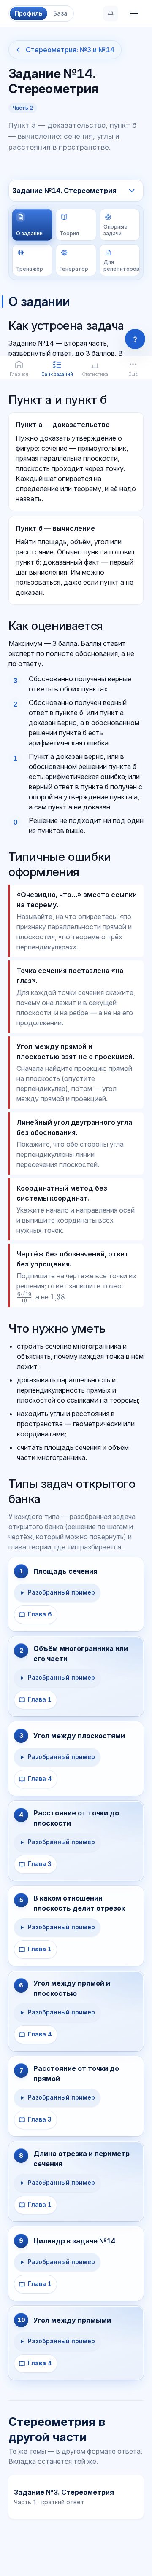 Профиль
База
Стереометрия: №3 и №14
Задание №14.
Стереометрия
Часть 2
Пункт а — доказательство, пункт б
— вычисление: сечения, углы и
расстояния в пространстве.
Задание №14. Стереометрия
О задании
Теория
Опорные
задачи
Тренажёр
Генератор
Для
репетиторов
О задании
Как устроена задача
Задание №14 — вторая часть,
развёрнутый ответ, до 3 баллов. В
?
Главная
Банк заданий
Статистика
Ещё
Пункт а и пункт б
Пункт а — доказательство
Нужно доказать утверждение о
фигуре: сечение — прямоугольник,
прямая параллельна плоскости,
плоскость проходит через точку.
Каждый шаг опирается на
определение или теорему, и её надо
назвать.
Пункт б — вычисление
Найти площадь, объём, угол или
расстояние. Обычно пункт а готовит
пункт б: доказанный факт — первый
шаг вычисления. Им можно
пользоваться, даже если пункт а не
доказан.
Как оценивается
Максимум — 3 балла. Баллы ставит
эксперт по полноте обоснования, а не
по ответу.
3
Обоснованно получены верные
ответы в обоих пунктах.
2
Обоснованно получен верный
ответ в пункте б, или пункт а
доказан верно, а в обоснованном
решении пункта б есть
арифметическая ошибка.
1
Пункт а доказан верно; или в
обоснованном решении пункта б
есть арифметическая ошибка; или
верный ответ в пункте б получен с
опорой на утверждение пункта а,
а сам пункт а не доказан.
0
Решение не подходит ни под один
из пунктов выше.
Типичные ошибки
оформления
«Очевидно, что…» вместо ссылки
на теорему.
Называйте, на что опираетесь: «по
признаку параллельности прямой и
плоскости», «по теореме о трёх
перпендикулярах».
Точка сечения поставлена «на
глаз».
Для каждой точки сечения скажите,
почему она лежит и в секущей
плоскости, и на ребре — а не на его
продолжении.
Угол между прямой и
плоскостью взят не с проекцией.
Сначала найдите проекцию прямой
на плоскость (опустите
перпендикуляр), потом — угол
между прямой и проекцией.
Линейный угол двугранного угла
без обоснования.
Покажите, что обе стороны угла
перпендикулярны линии
пересечения плоскостей.
Координатный метод без
системы координат.
Укажите начало и направления осей
и выпишите координаты всех
нужных точек.
Чертёж без обозначений, ответ
без упрощения.
Подпишите на чертеже все точки из
решения; ответ запишите точно:
6√19/19, а не 1,38.
Что нужно уметь
• строить сечение многогранника и
объяснять, почему каждая точка в нём
лежит;
• доказывать параллельность и
перпендикулярность прямых и
плоскостей со ссылками на теоремы;
• находить углы и расстояния в
пространстве — геометрически или
координатами;
• считать площадь сечения и объём
части многогранника.
Типы задач открытого
банка
У каждого типа — разобранная задача
открытого банка (решение по шагам и
чертёж, который можно повернуть) и
глава теории, где тип разбирается.
1 Площадь сечения
Разобранный пример
Глава 6
2 Объём многогранника или
его части
Разобранный пример
Глава 1
3 Угол между плоскостями
Разобранный пример
Глава 4
4 Расстояние от точки до
плоскости
Разобранный пример
Глава 3
5 В каком отношении
плоскость делит отрезок
Разобранный пример
Глава 1
6 Угол между прямой и
плоскостью
Разобранный пример
Глава 4
7 Расстояние от точки до
прямой
Разобранный пример
Глава 3
8 Длина отрезка и периметр
сечения
Разобранный пример
Глава 1
9 Цилиндр в задаче №14
Разобранный пример
Глава 1
10 Угол между прямыми
Разобранный пример
Глава 4
Стереометрия в
другой части
Те же темы — в другом формате ответа.
Вкладка останется той же.
Задание №3. Стереометрия
Часть 1 · краткий ответ